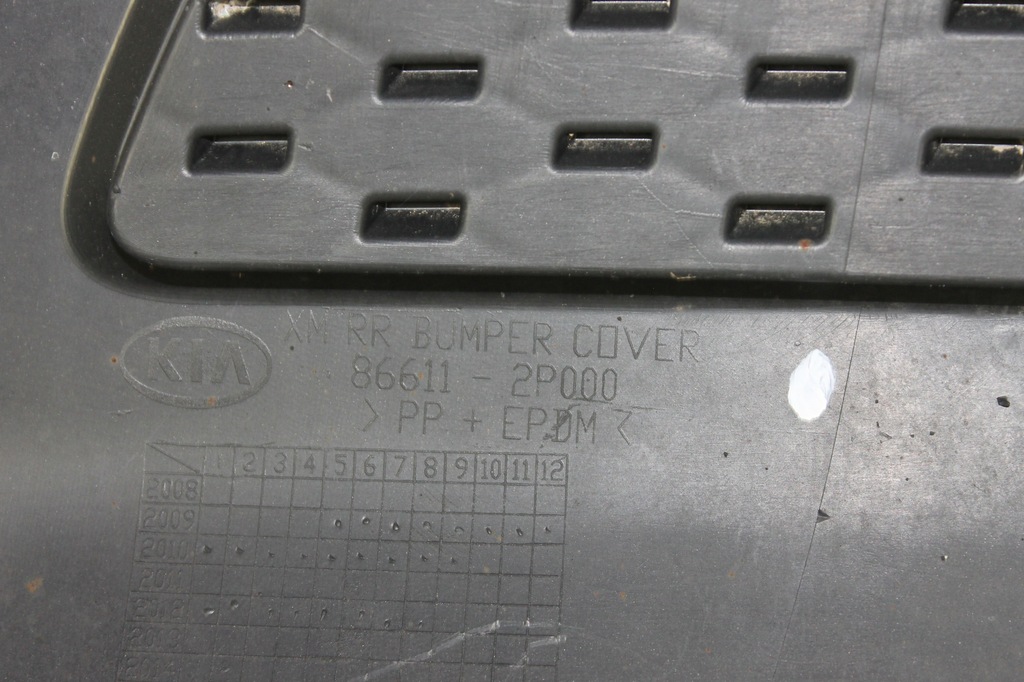 KIA
XM RR BUMPER COVER
86611 - 2P000
> PP + EPDM <
1 2 3 4 5 6 7 8 9 10 11 12
2008
2009
2010
2011